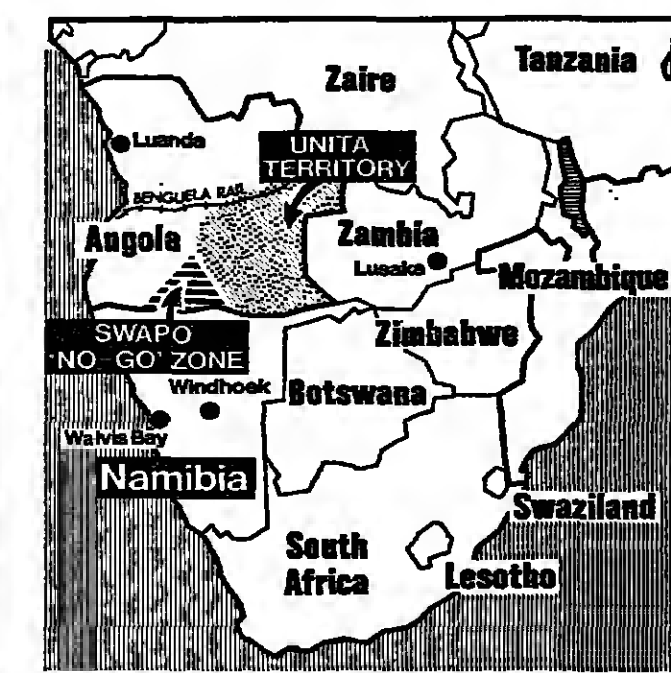 Tanzania
Zaire
Luanda
UNITA
TERRITORY
BENGUELA RAIL
Angola
Zambia
Lusaka
Mozambique
SWAPO
'NO-GO' ZONE
Zimbabwe
Windhoek
Botswana
Walvis Bay
Namibia
Swaziland
South
Africa
Lesotho